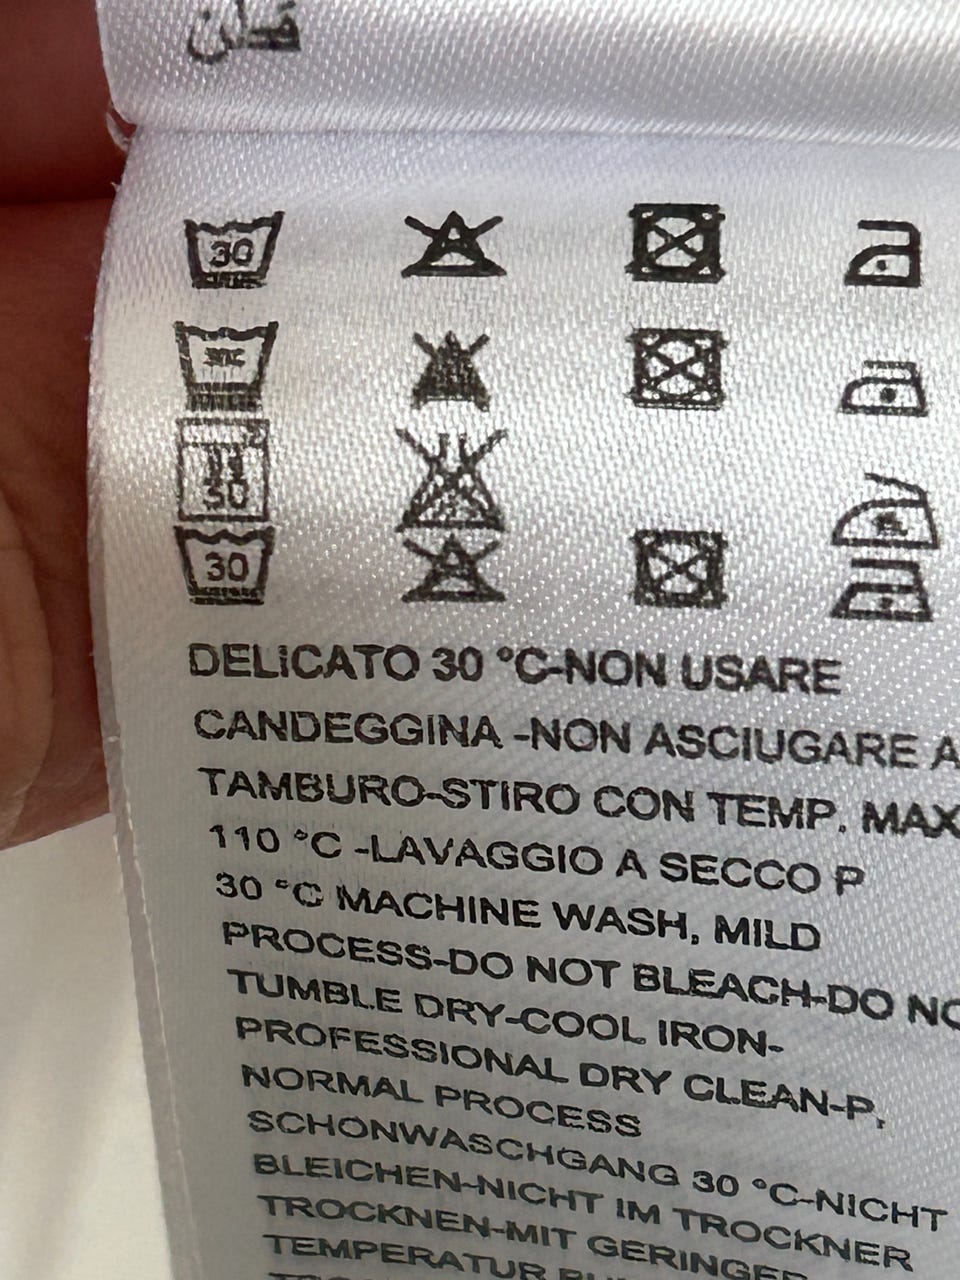 قطن
30
30
30
DELICATO 30 °C-NON USARE
CANDEGGINA -NON ASCIUGARE A
TAMBURO-STIRO CON TEMP. MAX
110 °C -LAVAGGIO A SECCO P
30 °C MACHINE WASH, MILD
PROCESS-DO NOT BLEACH-DO NO
TUMBLE DRY-COOL IRON-
PROFESSIONAL DRY CLEAN-P,
NORMAL PROCESS
SCHONWASCHGANG 30 °C-NICHT
BLEICHEN-NICHT IM TROCKNER
TROCKNEN-MIT GERINGER
TEMPERATUR